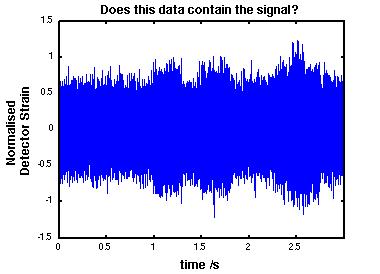 Does this data contain the signal?
1.5
1
0.5
0
-0.5
-1
-1.5
Normalised
Detector Strain
0 0.5 1 1.5 2 2.5
time /s